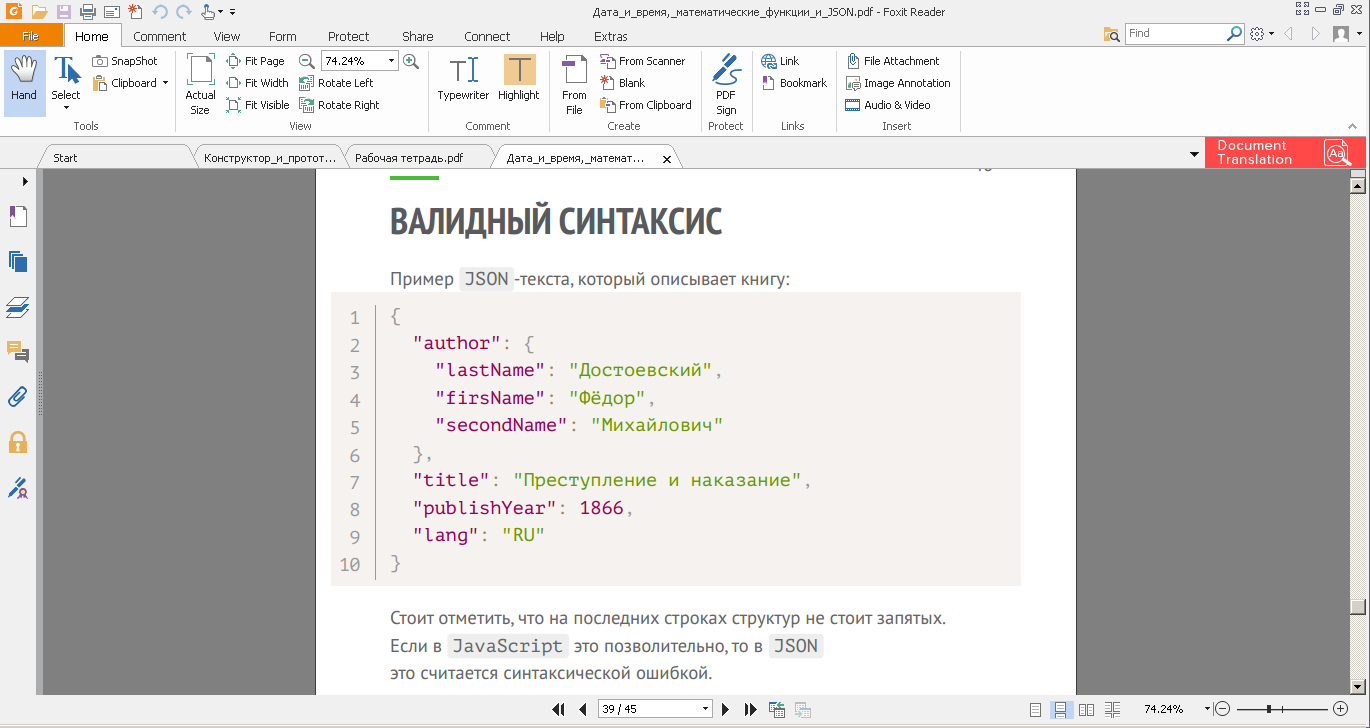 Дата_и_время,_математические_функции_и_JSON.pdf - Foxit Reader
File Home Comment View Form Protect Share Connect Help Extras Find
Hand
Select
Tools
SnapShot
Clipboard
Actual
Size
Fit Page
Fit Width
Fit Visible
74.24%
Rotate Left
Rotate Right
View
Typewriter
Highlight
Comment
From
File
From Scanner
Blank
From Clipboard
Create
PDF
Sign
Protect
Link
Bookmark
Links
File Attachment
Image Annotation
Audio & Video
Insert
Start Конструктор_и_протот... Рабочая тетрадь.pdf Дата_и_время,_математ...
Document
Translation
Aa
ВАЛИДНЫЙ СИНТАКСИС
Пример JSON -текста, который описывает книгу:
1 {
2 "author": {
3 "lastName": "Достоевский",
4 "firsName": "Фёдор",
5 "secondName": "Михайлович"
6 },
7 "title": "Преступление и наказание",
8 "publishYear": 1866,
9 "lang": "RU"
10 }
Стоит отметить, что на последних строках структур не стоит запятых.
Если в JavaScript это позволительно, то в JSON
это считается синтаксической ошибкой.
39 / 45
74.24%